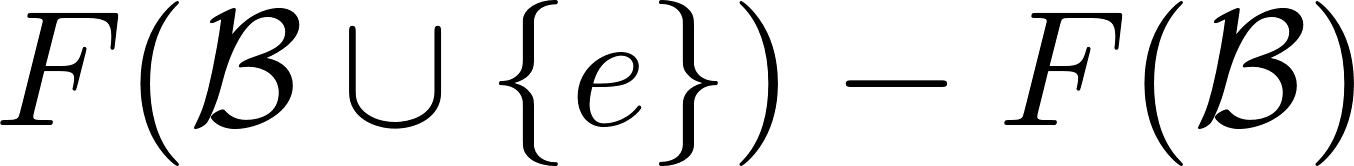 F(ℬ ∪ {e}) − F(ℬ)